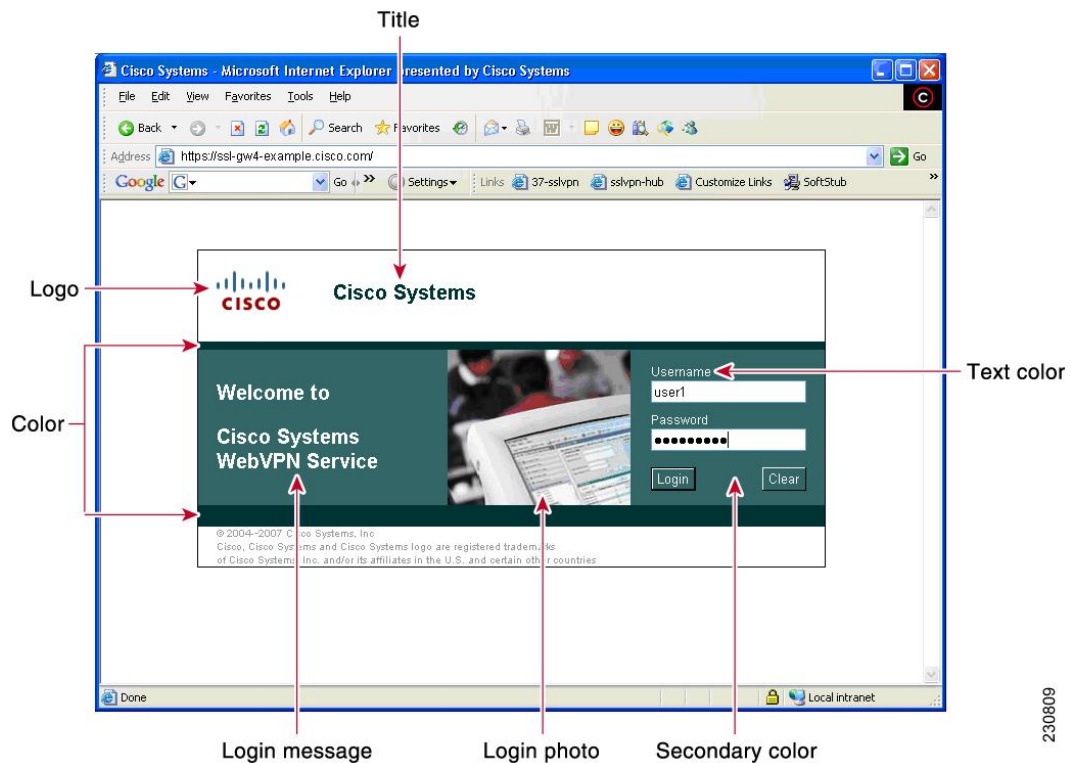 Title
Cisco Systems - Microsoft Internet Explorer presented by Cisco Systems
File Edit View Favorites Tools Help
C
Back Search Favorites W
Address https://ssl-gw4-example.cisco.com/ Go
Google G Go >> Settings Links 37-sslvpn sslvpn-hub Customize Links SoftStub >>
Logo
CISCO
Cisco Systems
Color
Welcome to
Cisco Systems
WebVPN Service
Username
user1
Password
Login Clear
Text color
© 2004--2007 Cisco Systems, Inc
Cisco, Cisco Systems and Cisco Systems logo are registered trademarks
of Cisco Systems, Inc. and/or its affiliates in the U.S. and certain other countries
Done Local intranet
Login message Login photo Secondary color
230809